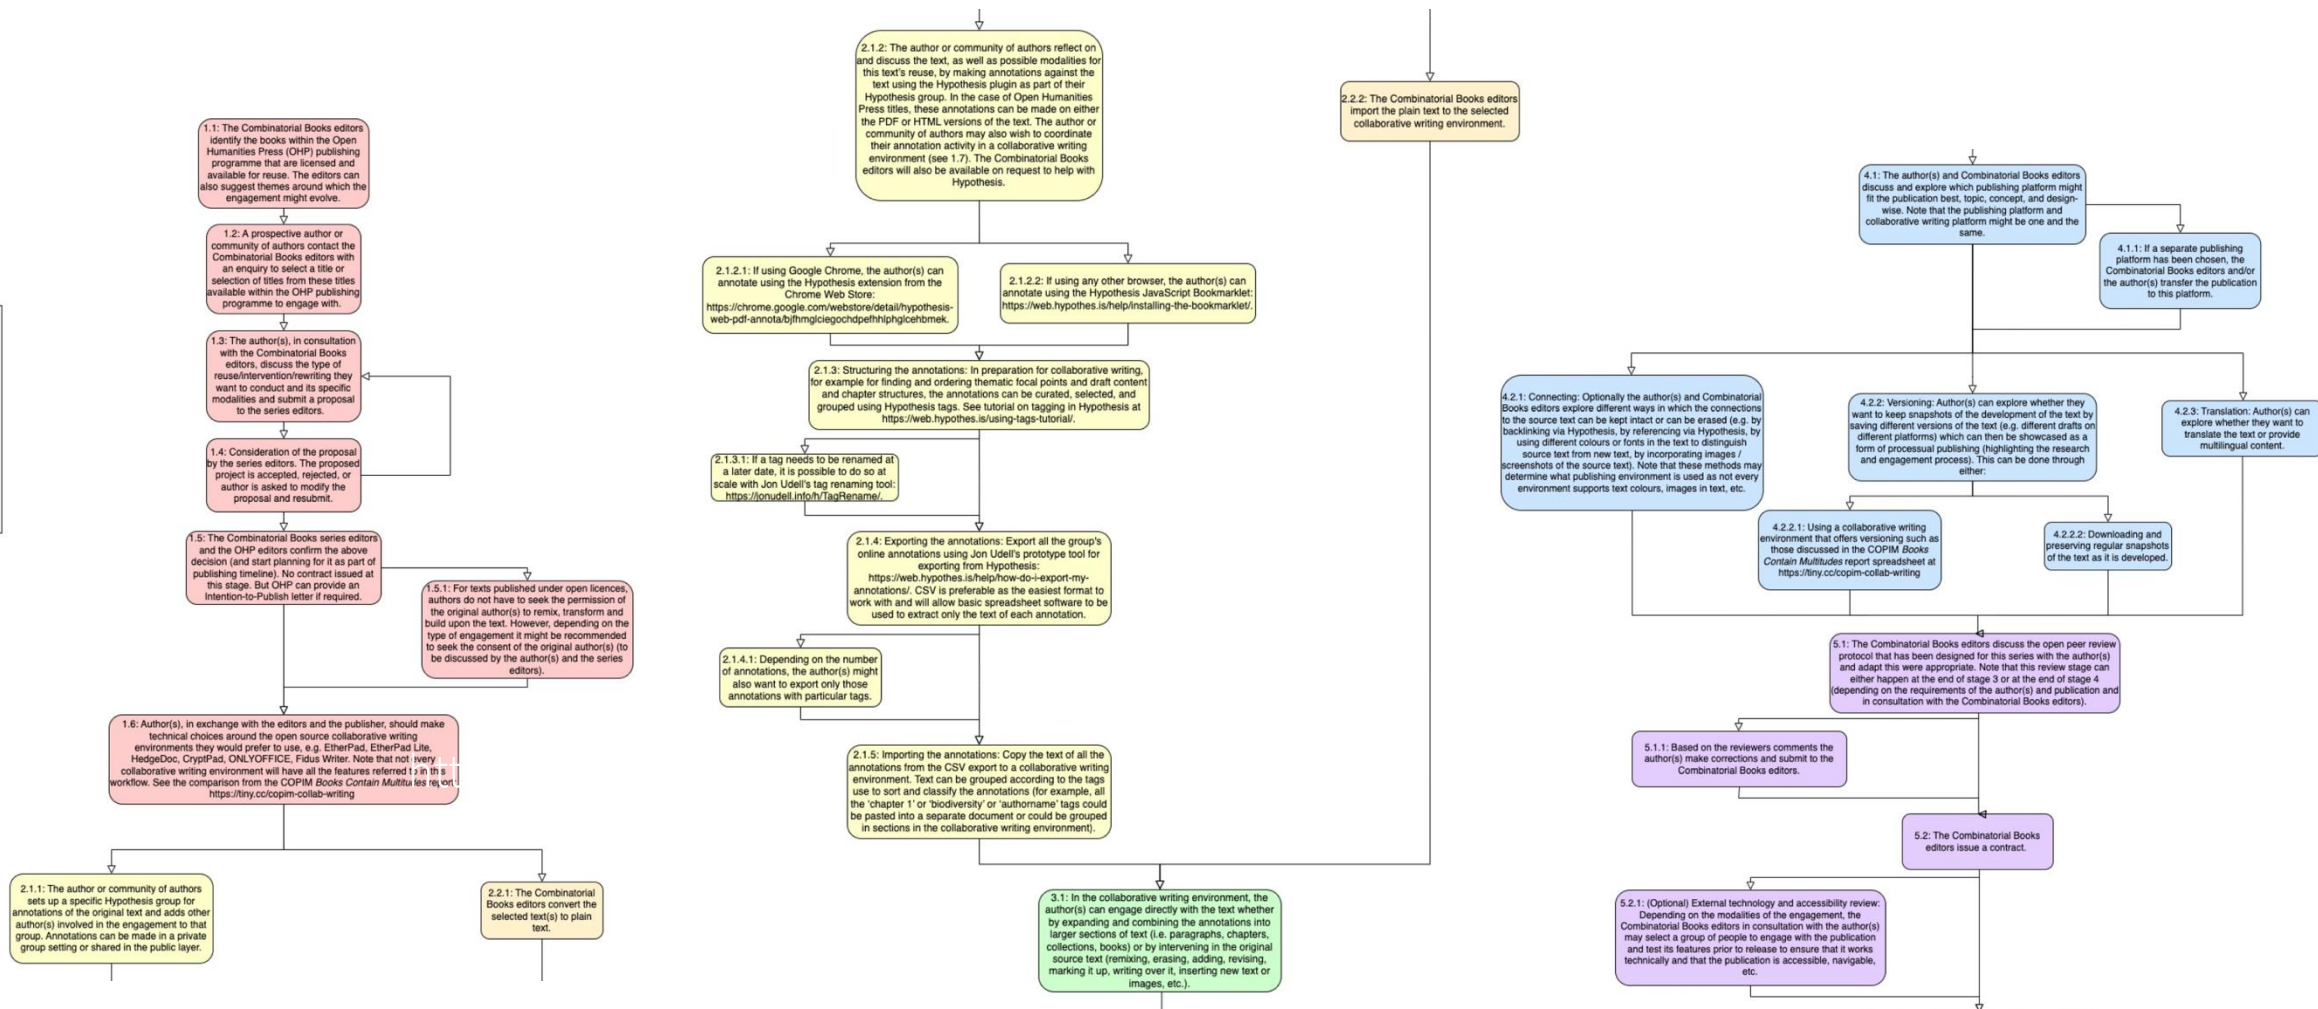 1.1: The Combinatorial Books editors
identify the books within the Open
Humanities Press (OHP) publishing
programme that are licensed and
available for reuse. The editors can
also suggest themes around which the
engagement might evolve.
1.2: A prospective author or
community of authors contact the
Combinatorial Books editors with
an enquiry to select a title or
selection of titles from these titles
available within the OHP publishing
programme to engage with.
1.3: The author(s), in consultation
with the Combinatorial Books
editors, discuss the type of
reuse/intervention/rewriting they
want to conduct and its specific
modalities and submit a proposal
to the series editors.
1.4: Consideration of the proposal
by the series editors. The proposed
project is accepted, rejected, or
author is asked to modify the
proposal and resubmit.
1.5: The Combinatorial Books series editors
and the OHP editors confirm the above
decision (and start planning for it as part of
publishing timeline). No contract issued at
this stage. But OHP can provide an
Intention-to-Publish letter if required.
1.5.1: For texts published under open licences,
authors do not have to seek the permission of
the original author(s) to remix, transform and
build upon the text. However, depending on the
type of engagement it might be recommended
to seek the consent of the original author(s) (to
be discussed by the author(s) and the series
editors).
1.6: Author(s), in exchange with the editors and the publisher, should make
technical choices around the open source collaborative writing
environments they would prefer to use, e.g. EtherPad, EtherPad Lite,
HedgeDoc, CryptPad, ONLYOFFICE, Fidus Writer. Note that not every
collaborative writing environment will have all the features referred to in this
workflow. See the comparison from the COPIM Books Contain Multitudes report
https://tiny.cc/copim-collab-writing
htt
2.1.1: The author or community of authors
sets up a specific Hypothesis group for
annotations of the original text and adds other
author(s) involved in the engagement to that
group. Annotations can be made in a private
group setting or shared in the public layer.
2.2.1: The Combinatorial
Books editors convert the
selected text(s) to plain
text.
2.1.2: The author or community of authors reflect on
and discuss the text, as well as possible modalities for
this text's reuse, by making annotations against the
text using the Hypothesis plugin as part of their
Hypothesis group. In the case of Open Humanities
Press titles, these annotations can be made on either
the PDF or HTML versions of the text. The author or
community of authors may also wish to coordinate
their annotation activity in a collaborative writing
environment (see 1.7). The Combinatorial Books
editors will also be available on request to help with
Hypothesis.
2.1.2.1: If using Google Chrome, the author(s) can
annotate using the Hypothesis extension from the
Chrome Web Store:
https://chrome.google.com/webstore/detail/hypothesis-
web-pdf-annota/bjfhmglciegochdpefhhlphglcehbmek.
2.1.2.2: If using any other browser, the author(s) can
annotate using the Hypothesis JavaScript Bookmarklet:
https://web.hypothes.is/help/installing-the-bookmarklet/.
2.1.3: Structuring the annotations: In preparation for collaborative writing,
for example for finding and ordering thematic focal points and draft content
and chapter structures, the annotations can be curated, selected, and
grouped using Hypothesis tags. See tutorial on tagging in Hypothesis at
https://web.hypothes.is/using-tags-tutorial/.
2.1.3.1: If a tag needs to be renamed at
a later date, it is possible to do so at
scale with Jon Udell's tag renaming tool:
https://jonudell.info/h/TagRename/.
2.1.4: Exporting the annotations: Export all the group's
online annotations using Jon Udell's prototype tool for
exporting from Hypothesis:
https://web.hypothes.is/help/how-do-i-export-my-
annotations/. CSV is preferable as the easiest format to
work with and will allow basic spreadsheet software to be
used to extract only the text of each annotation.
2.1.4.1: Depending on the number
of annotations, the author(s) might
also want to export only those
annotations with particular tags.
2.1.5: Importing the annotations: Copy the text of all the
annotations from the CSV export to a collaborative writing
environment. Text can be grouped according to the tags
use to sort and classify the annotations (for example, all
the 'chapter 1' or 'biodiversity' or 'authorname' tags could
be pasted into a separate document or could be grouped
in sections in the collaborative writing environment).
2.2.2: The Combinatorial Books editors
import the plain text to the selected
collaborative writing environment.
3.1: In the collaborative writing environment, the
author(s) can engage directly with the text whether
by expanding and combining the annotations into
larger sections of text (i.e. paragraphs, chapters,
collections, books) or by intervening in the original
source text (remixing, erasing, adding, revising,
marking it up, writing over it, inserting new text or
images, etc.).
4.1: The author(s) and Combinatorial Books editors
discuss and explore which publishing platform might
fit the publication best, topic, concept, and design-
wise. Note that the publishing platform and
collaborative writing platform might be one and the
same.
4.1.1: If a separate publishing
platform has been chosen, the
Combinatorial Books editors and/or
the author(s) transfer the publication
to this platform.
4.2.1: Connecting: Optionally the author(s) and Combinatorial
Books editors explore different ways in which the connections
to the source text can be kept intact or can be erased (e.g. by
backlinking via Hypothesis, by referencing via Hypothesis, by
using different colours or fonts in the text to distinguish
source text from new text, by incorporating images /
screenshots of the source text). Note that these methods may
determine what publishing environment is used as not every
environment supports text colours, images in text, etc.
4.2.2: Versioning: Author(s) can explore whether they
want to keep snapshots of the development of the text by
saving different versions of the text (e.g. different drafts on
different platforms) which can then be showcased as a
form of processual publishing (highlighting the research
and engagement process). This can be done through
either:
4.2.3: Translation: Author(s) can
explore whether they want to
translate the text or provide
multilingual content.
4.2.2.1: Using a collaborative writing
environment that offers versioning such as
those discussed in the COPIM Books
Contain Multitudes report spreadsheet at
https://tiny.cc/copim-collab-writing
4.2.2.2: Downloading and
preserving regular snapshots
of the text as it is developed.
5.1: The Combinatorial Books editors discuss the open peer review
protocol that has been designed for this series with the author(s)
and adapt this were appropriate. Note that this review stage can
either happen at the end of stage 3 or at the end of stage 4
(depending on the requirements of the author(s) and publication and
in consultation with the Combinatorial Books editors).
5.1.1: Based on the reviewers comments the
author(s) make corrections and submit to the
Combinatorial Books editors.
5.2: The Combinatorial Books
editors issue a contract.
5.2.1: (Optional) External technology and accessibility review:
Depending on the modalities of the engagement, the
Combinatorial Books editors in consultation with the author(s)
may select a group of people to engage with the publication
and test its features prior to release to ensure that it works
technically and that the publication is accessible, navigable,
etc.